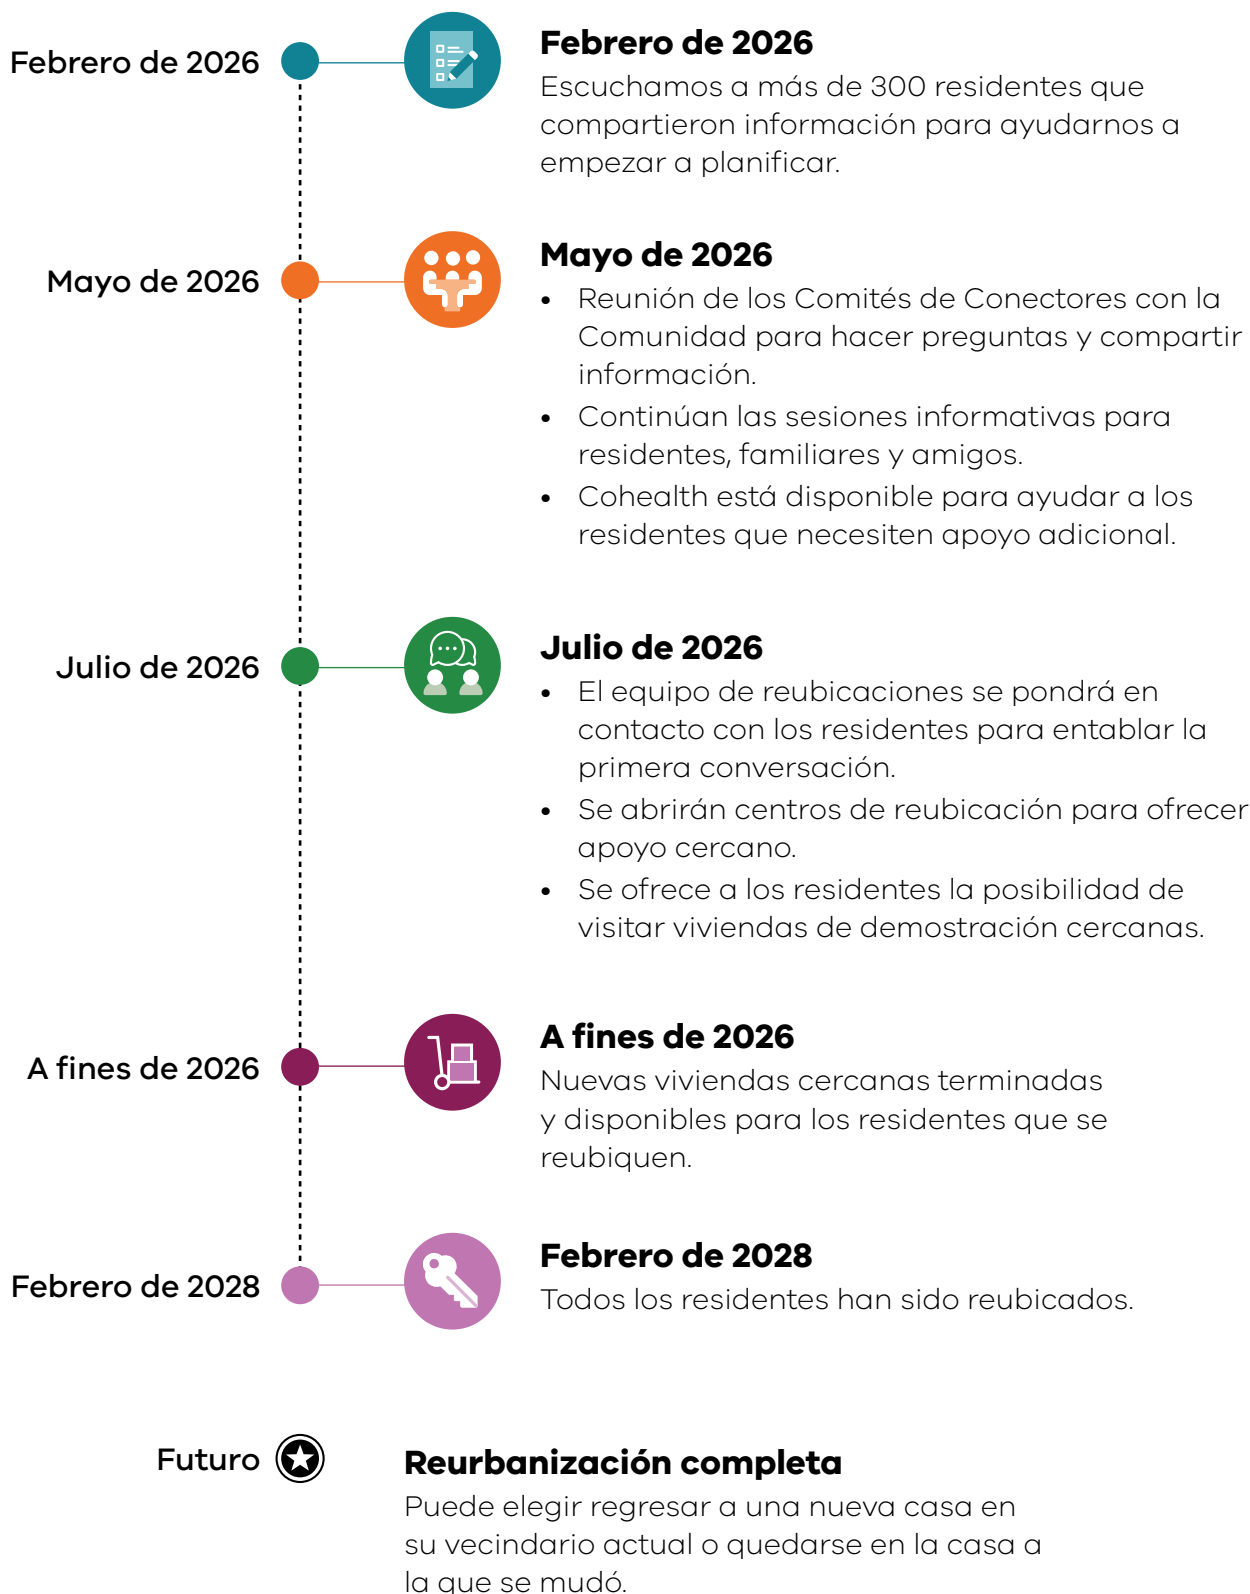 Febrero de 2026
Febrero de 2026
Escuchamos a más de 300 residentes que
compartieron información para ayudarnos a
empezar a planificar.
Mayo de 2026
Mayo de 2026
• Reunión de los Comités de Conectores con la
Comunidad para hacer preguntas y compartir
información.
• Continúan las sesiones informativas para
residentes, familiares y amigos.
• Cohealth está disponible para ayudar a los
residentes que necesiten apoyo adicional.
Julio de 2026
Julio de 2026
• El equipo de reubicaciones se pondrá en
contacto con los residentes para entablar la
primera conversación.
• Se abrirán centros de reubicación para ofrecer
apoyo cercano.
• Se ofrece a los residentes la posibilidad de
visitar viviendas de demostración cercanas.
A fines de 2026
A fines de 2026
Nuevas viviendas cercanas terminadas
y disponibles para los residentes que se
reubiquen.
Febrero de 2028
Febrero de 2028
Todos los residentes han sido reubicados.
Futuro
Reurbanización completa
Puede elegir regresar a una nueva casa en
su vecindario actual o quedarse en la casa a
la que se mudó.